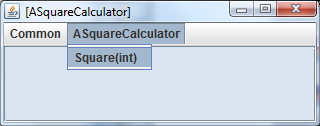 [ASquareCalculator]
Common ASquareCalculator
Square(int)